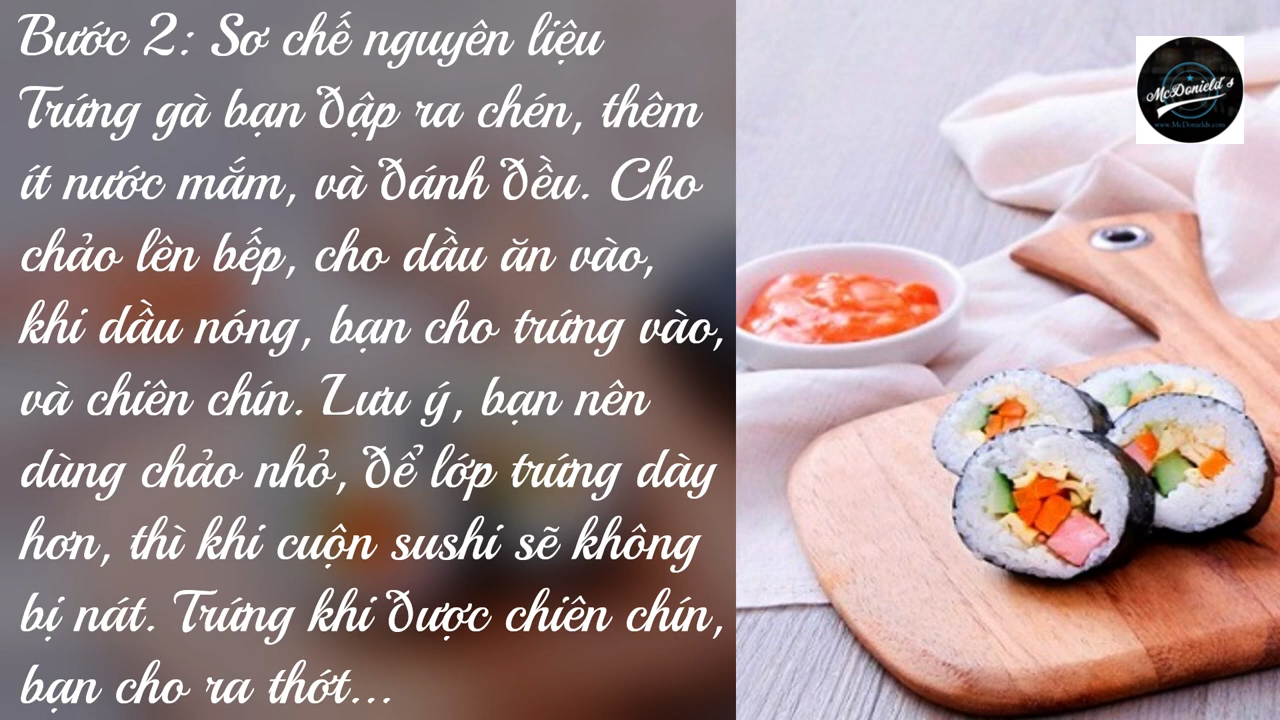 Bước 2: Sơ chế nguyên liệu
Trứng gà bạn đập ra chén, thêm
ít nước mắm, và đánh đều. Cho
chảo lên bếp, cho dầu ăn vào,
khi dầu nóng, bạn cho trứng vào,
và chiên chín. Lưu ý, bạn nên
dùng chảo nhỏ, để lớp trứng dày
hơn, thì khi cuộn sushi sẽ không
bị nát. Trứng khi được chiên chín,
bạn cho ra thớt...
McDonield's
www.McDonields.com